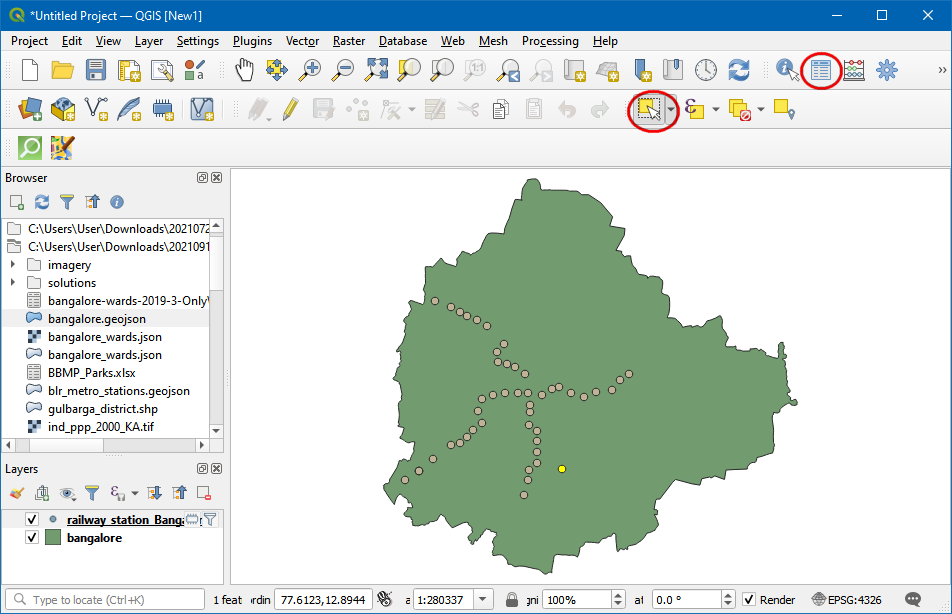 *Untitled Project — QGIS [New1]
Project Edit View Layer Settings Plugins Vector Raster Database Web Mesh Processing Help
»
Browser
C:\Users\User\Downloads\202107
C:\Users\User\Downloads\2021091
imagery
solutions
bangalore-wards-2019-3-Only\
bangalore.geojson
bangalore_wards.json
bangalore_wards.json
BBMP_Parks.xlsx
blr_metro_stations.geojson
gulbarga_district.shp
ind_ppp_2000_KA.tif
Layers
railway_station_Bang
bangalore
Type to locate (Ctrl+K) 1 feat ordin 77.6123,12.8944 a 1:280337 gni 100% at 0.0 ° Render EPSG:4326